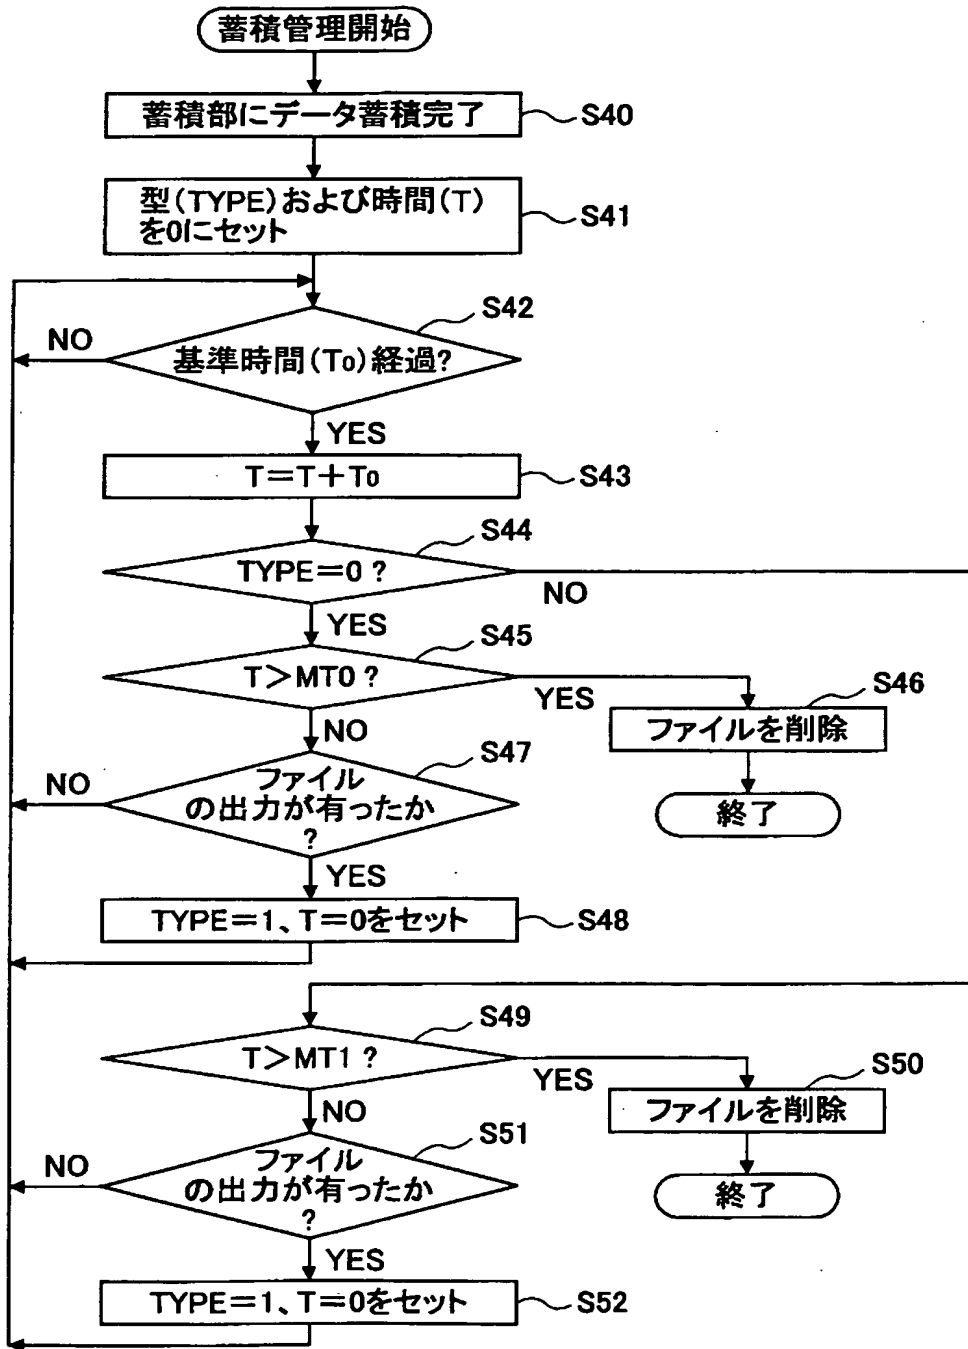 蓄積管理開始
蓄積部にデータ蓄積完了
S40
型(TYPE)および時間(T)
を0にセット
S41
S42
NO
基準時間(T0)経過?
YES
T=T+T0
S43
S44
TYPE=0?
NO
YES
S45
T>MT0?
YES
S46
ファイルを削除
NO
終了
S47
NO
ファイル
の出力が有ったか
?
YES
TYPE=1、T=0をセット
S48
S49
T>MT1?
YES
S50
ファイルを削除
NO
終了
S51
NO
ファイル
の出力が有ったか
?
YES
TYPE=1、T=0をセット
S52